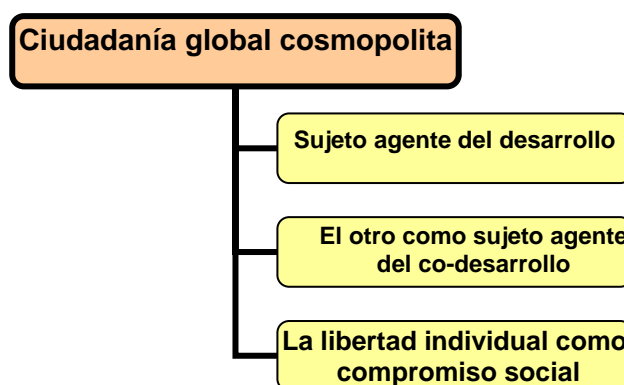 Ciudadanía global cosmopolita
Sujeto agente del desarrollo
El otro como sujeto agente
del co-desarrollo
La libertad individual como
compromiso social